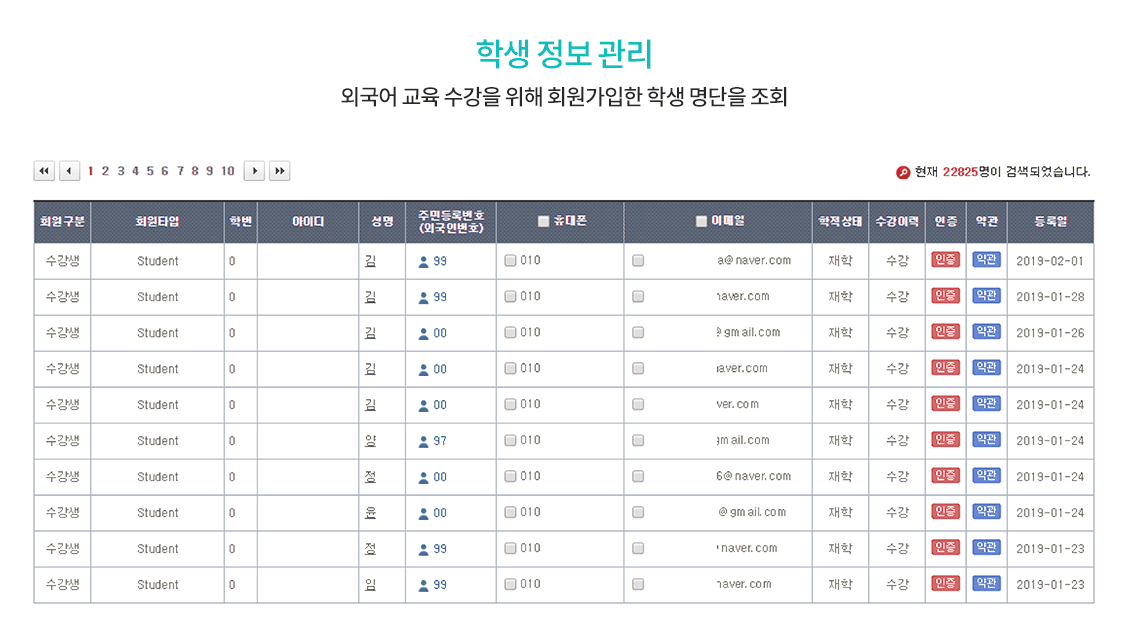 학생 정보 관리
외국어 교육 수강을 위해 회원가입한 학생 명단을 조회
1 2 3 4 5 6 7 8 9 10 현재 22825명이 검색되었습니다.
회원구분 회원타입 학번 아이디 성명 주민등록번호 (외국인번호) 휴대폰 이메일 학적상태 수강이력 인증 약관 등록일
수강생 Student 0 김 99 010 a@naver.com 재학 수강 인증 약관 2019-02-01
수강생 Student 0 김 99 010 naver.com 재학 수강 인증 약관 2019-01-28
수강생 Student 0 김 00 010 @gmail.com 재학 수강 인증 약관 2019-01-26
수강생 Student 0 김 00 010 aver.com 재학 수강 인증 약관 2019-01-24
수강생 Student 0 김 00 010 ver.com 재학 수강 인증 약관 2019-01-24
수강생 Student 0 양 97 010 gmail.com 재학 수강 인증 약관 2019-01-24
수강생 Student 0 정 00 010 6@naver.com 재학 수강 인증 약관 2019-01-24
수강생 Student 0 윤 00 010 @gmail.com 재학 수강 인증 약관 2019-01-24
수강생 Student 0 정 99 010 naver.com 재학 수강 인증 약관 2019-01-23
수강생 Student 0 임 99 010 naver.com 재학 수강 인증 약관 2019-01-23